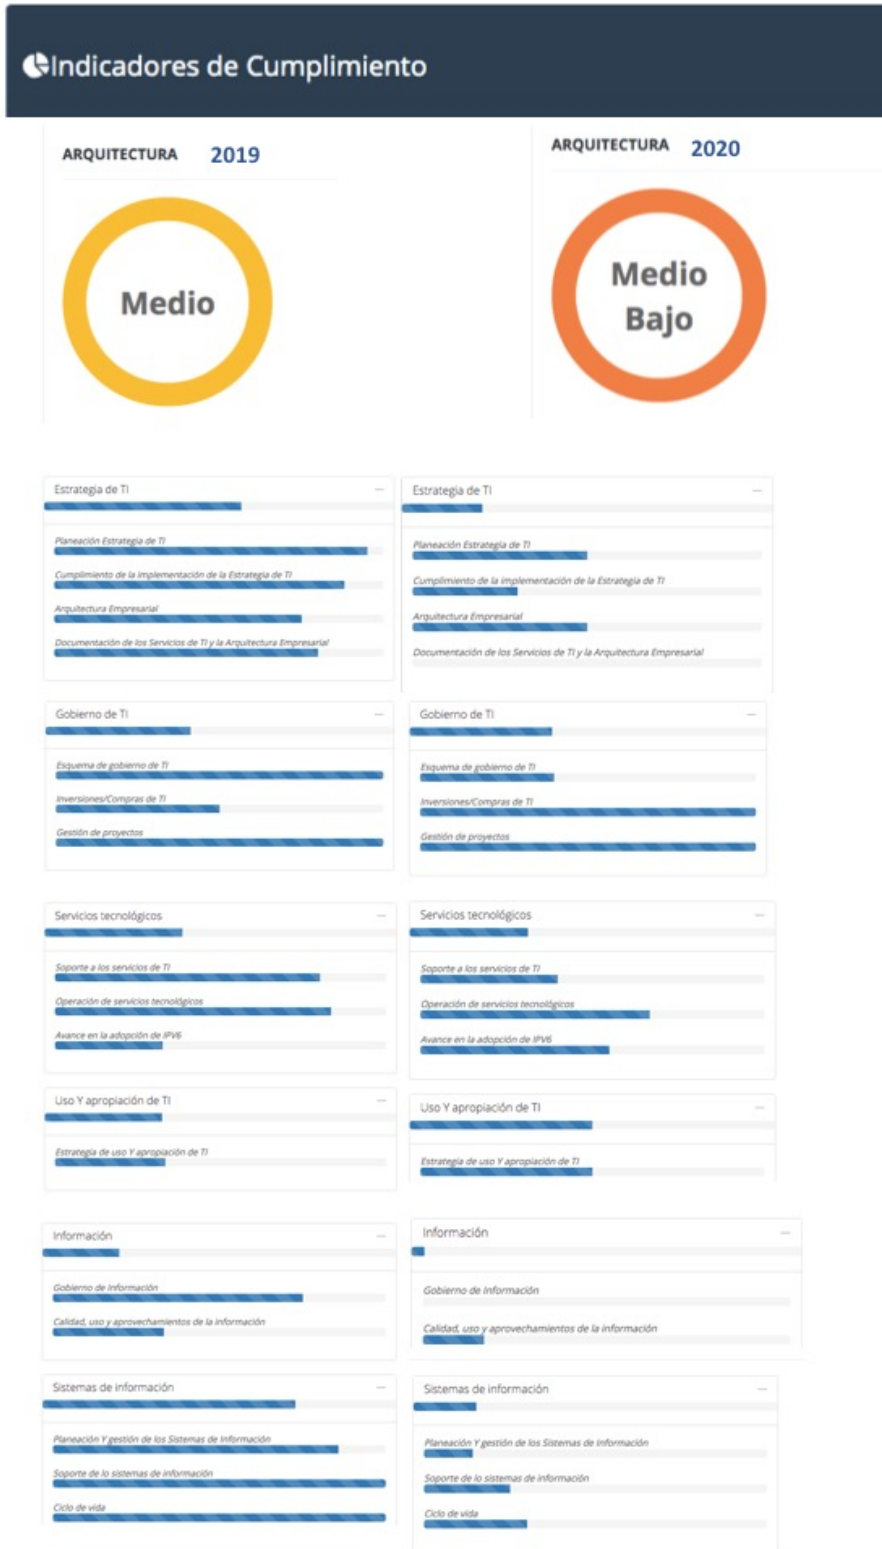 Indicadores de Cumplimiento
ARQUITECTURA 2019
Medio
ARQUITECTURA 2020
Medio
Bajo
Estrategia de TI
Planeación Estrategia de TI
Cumplimiento de la implementación de la Estrategia de TI
Arquitectura Empresarial
Documentación de los Servicios de TI y la Arquitectura Empresarial
Estrategia de TI
Planeación Estrategia de TI
Cumplimiento de la implementación de la Estrategia de TI
Arquitectura Empresarial
Documentación de los Servicios de TI y la Arquitectura Empresarial
Gobierno de TI
Esquema de gobierno de TI
Inversiones/Compras de TI
Gestión de proyectos
Gobierno de TI
Esquema de gobierno de TI
Inversiones/Compras de TI
Gestión de proyectos
Servicios tecnológicos
Soporte a los servicios de TI
Operación de servicios tecnológicos
Avance en la adopción de IPV6
Servicios tecnológicos
Soporte a los servicios de TI
Operación de servicios tecnológicos
Avance en la adopción de IPV6
Uso Y apropiación de TI
Estrategia de uso Y apropiación de TI
Uso Y apropiación de TI
Estrategia de uso Y apropiación de TI
Información
Gobierno de Información
Calidad, uso y aprovechamientos de la información
Información
Gobierno de Información
Calidad, uso y aprovechamientos de la información
Sistemas de información
Planeación Y gestión de los Sistemas de Información
Soporte de lo sistemas de información
Ciclo de vida
Sistemas de información
Planeación Y gestión de los Sistemas de Información
Soporte de lo sistemas de información
Ciclo de vida